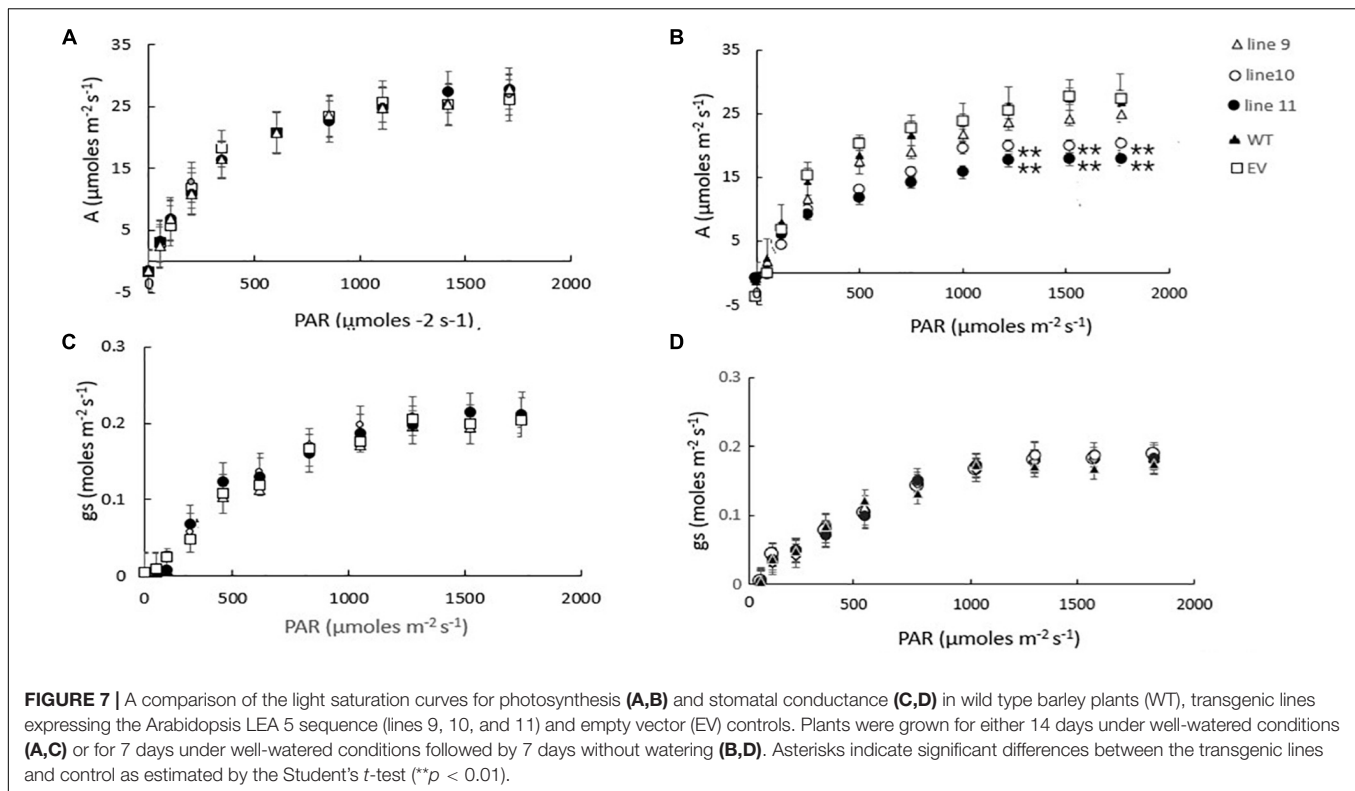 A
35
25
15
5
-5
A (μmoles m⁻² s⁻¹)
0
500
1000
1500
2000
PAR (μmoles -2 s-1)
B
35
25
15
5
-5
A (μmoles m⁻² s⁻¹)
**
**
**
**
**
**
500
1000
1500
2000
PAR (μmoles m⁻² s⁻¹)
line 9
line10
line 11
WT
EV
C
0.3
0.2
0.1
0
gs (moles m⁻² s⁻¹)
0
500
1000
1500
2000
PAR (μmoles m⁻² s⁻¹)
D
0.3
0.2
0.1
0
gs (moles m⁻² s⁻¹)
0
500
1000
1500
2000
PAR (μmoles m⁻² s⁻¹)
FIGURE 7 | A comparison of the light saturation curves for photosynthesis (A,B) and stomatal conductance (C,D) in wild type barley plants (WT), transgenic lines
expressing the Arabidopsis LEA 5 sequence (lines 9, 10, and 11) and empty vector (EV) controls. Plants were grown for either 14 days under well-watered conditions
(A,C) or for 7 days under well-watered conditions followed by 7 days without watering (B,D). Asterisks indicate significant differences between the transgenic lines
and control as estimated by the Student's t-test (**p < 0.01).